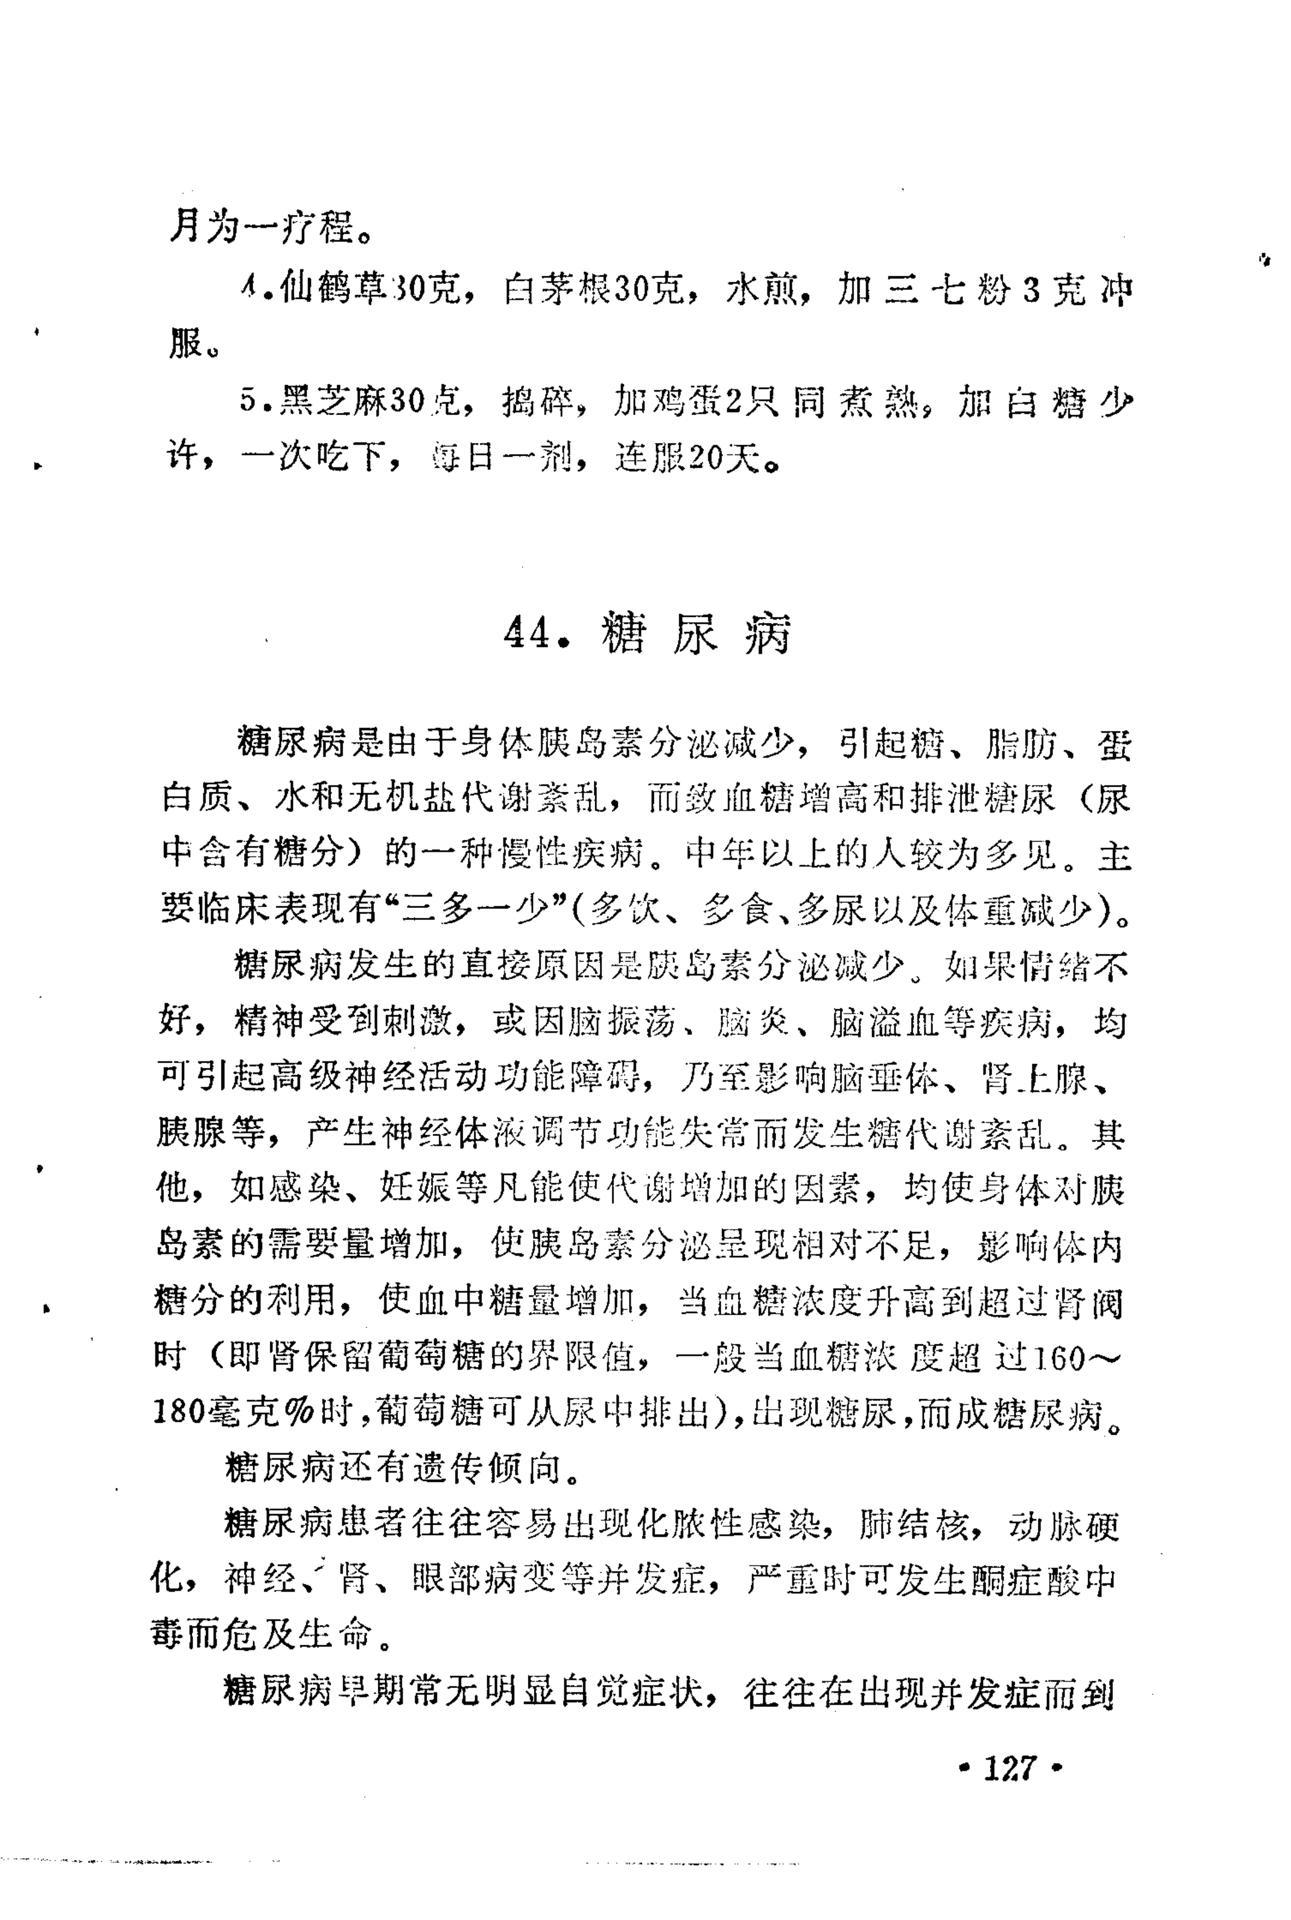 月为一疗程。
4.仙鹤草30克，白茅根30克，水煎，加三七粉3克冲
服。
5.黑芝麻30克，捣碎，加鸡蛋2只同煮熟，加白糖少
许，一次吃下，每日一剂，连服20天。
44.糖尿病
糖尿病是由于身体胰岛素分泌减少，引起糖、脂肪、蛋
白质、水和无机盐代谢紊乱，而致血糖增高和排泄糖尿（尿
中含有糖分）的一种慢性疾病。中年以上的人较为多见。主
要临床表现有“三多一少”(多饮、多食、多尿以及体重减少)。
糖尿病发生的直接原因是胰岛素分泌减少。如果情绪不
好，精神受到刺激，或因脑振荡、脑炎、脑溢血等疾病，均
可引起高级神经活动功能障碍，乃至影响脑垂体、肾上腺、
胰腺等，产生神经体液调节功能失常而发生糖代谢紊乱。其
他，如感染、妊娠等凡能使代谢增加的因素，均使身体对胰
岛素的需要量增加，使胰岛素分泌呈现相对不足，影响体内
糖分的利用，使血中糖量增加，当血糖浓度升高到超过肾阈
时（即肾保留葡萄糖的界限值，一般当血糖浓度超过160～
180毫克%时,葡萄糖可从尿中排出),出现糖尿,而成糖尿病。
糖尿病还有遗传倾向。
糖尿病患者往往容易出现化脓性感染，肺结核，动脉硬
化，神经、肾、眼部病变等并发症，严重时可发生酮症酸中
毒而危及生命。
糖尿病早期常无明显自觉症状，往往在出现并发症而到
·127·